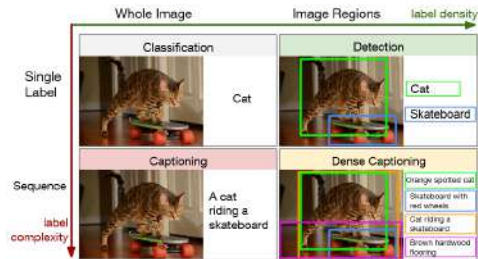 Whole Image
Image Regions
label density
Single
Label
Classification
Cat
Detection
Cat
Skateboard
Sequence
label
complexity
Captioning
A cat
riding a
skateboard
Dense Captioning
Orange spotted cat
Skateboard with
red wheels
Cat riding a
skateboard
Brown hardwood
flooring